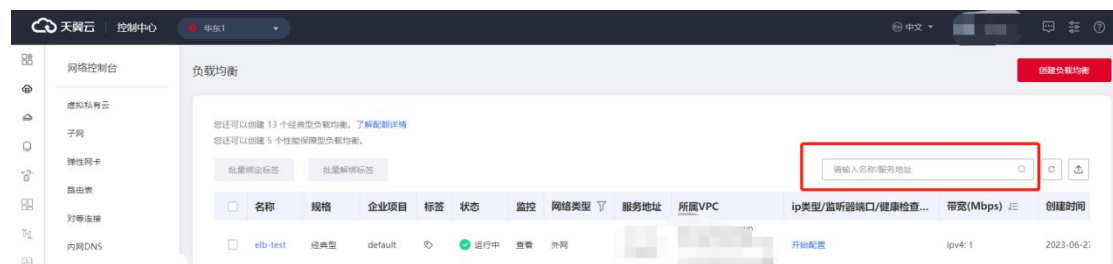 天翼云 控制中心 华东1 中文
网络控制台
虚拟私有云
子网
弹性网卡
路由表
对等连接
内网DNS
负载均衡 创建负载均衡
您还可以创建 13 个经典型负载均衡。了解配额详情
您还可以创建 5 个性能保障型负载均衡。
批量绑定标签 批量解绑标签 请输入名称/服务地址
名称 规格 企业项目 标签 状态 监控 网络类型 服务地址 所属VPC ip类型/监听器端口/健康检查... 带宽(Mbps) 创建时间
elb-test 经典型 default 运行中 查看 外网 开始配置 ipv4: 1 2023-06-27